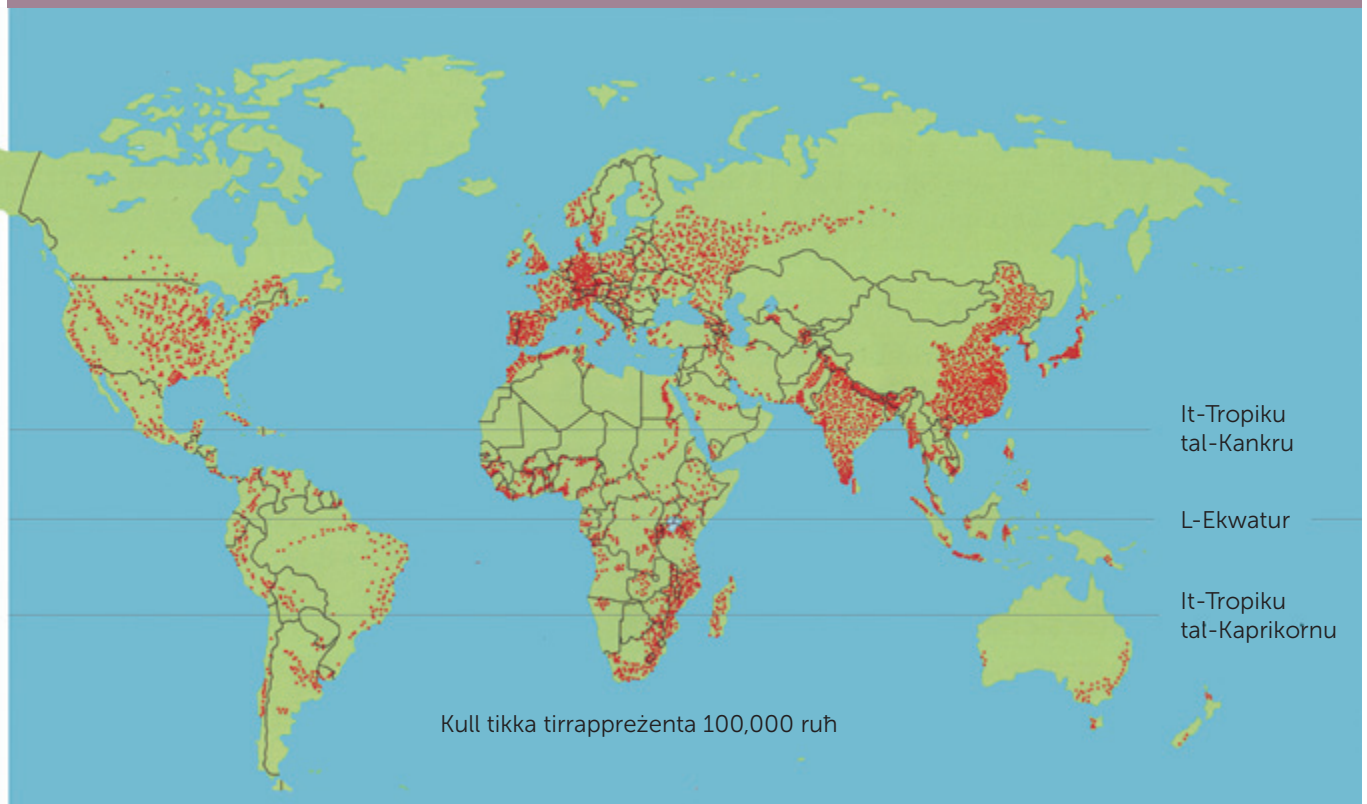 It-Tropiku
tal-Kankru
L-Ekwatur
It-Tropiku
tal-Kaprikornu
Kull tikka tirrappreżenta 100,000 ruħ